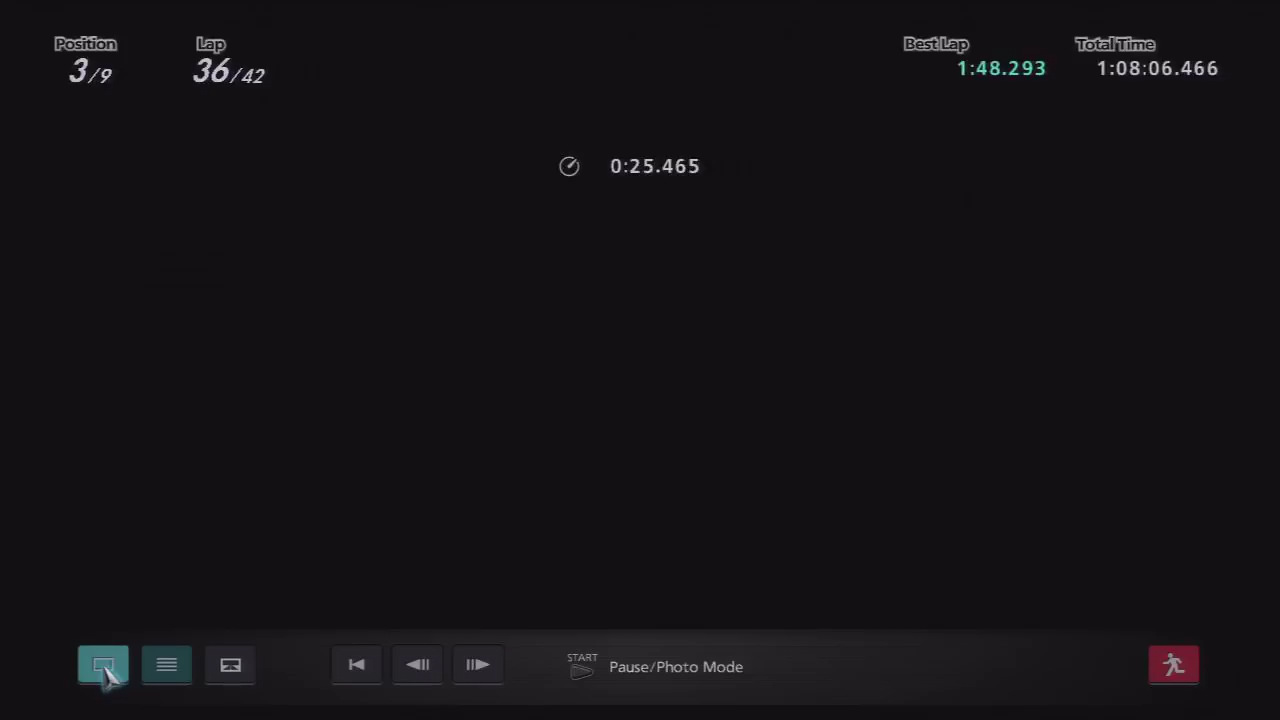 Position
3/9
Lap
36/42
Best Lap
1:48.293
Total Time
1:08:06.466
0:25.465
START
Pause/Photo Mode